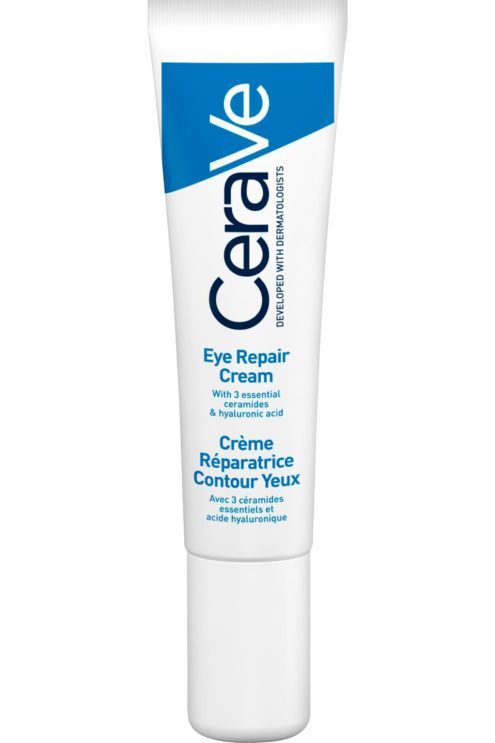 CeraVe
DEVELOPED WITH DERMATOLOGISTS
Eye Repair
Cream
With 3 essential
ceramides
& hyaluronic acid
Crème
Réparatrice
Contour Yeux
Avec 3 céramides
essentiels et
acide hyaluronique